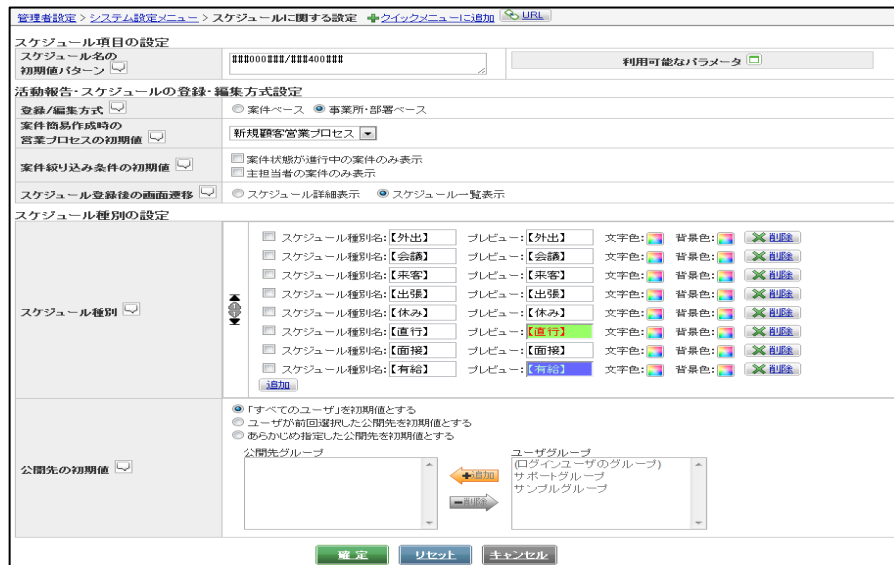 管理者設定 > システム設定メニュー > スケジュールに関する設定 クイックメニューに追加 URL
スケジュール項目の設定
スケジュール名の
初期値パターン
###000###/###400###
利用可能なパラメータ
活動報告・スケジュールの登録・編集方式設定
登録/編集方式
案件ベース 事業所・部署ベース
案件簡易作成時の
営業プロセスの初期値
新規顧客営業プロセス
案件絞り込み条件の初期値
案件状態が進行中の案件のみ表示
主担当者の案件のみ表示
スケジュール登録後の画面遷移
スケジュール詳細表示 スケジュール一覧表示
スケジュール種別の設定
スケジュール種別
スケジュール種別名:【外出】 プレビュー:【外出】 文字色: 背景色: 削除
スケジュール種別名:【会議】 プレビュー:【会議】 文字色: 背景色: 削除
スケジュール種別名:【来客】 プレビュー:【来客】 文字色: 背景色: 削除
スケジュール種別名:【出張】 プレビュー:【出張】 文字色: 背景色: 削除
スケジュール種別名:【休み】 プレビュー:【休み】 文字色: 背景色: 削除
スケジュール種別名:【直行】 プレビュー:【直行】 文字色: 背景色: 削除
スケジュール種別名:【面接】 プレビュー:【面接】 文字色: 背景色: 削除
スケジュール種別名:【有給】 プレビュー:【有給】 文字色: 背景色: 削除
追加
公開先の初期値
「すべてのユーザ」を初期値とする
ユーザが前回選択した公開先を初期値とする
あらかじめ指定した公開先を初期値とする
公開先グループ
追加
削除
ユーザグループ
(ログインユーザのグループ)
サポートグループ
サンプルグループ
確定 リセット キャンセル